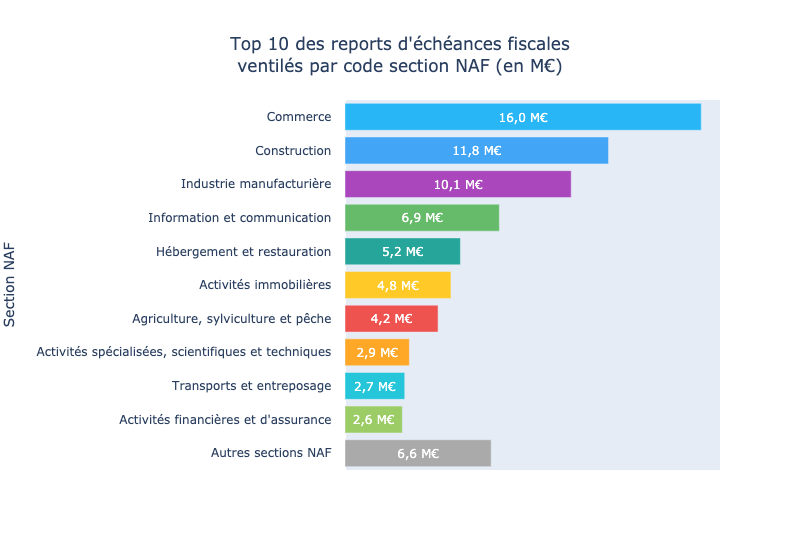 Top 10 des reports d'échéances fiscales
ventilés par code section NAF (en M€)
Section NAF
Commerce 16,0 M€
Construction 11,8 M€
Industrie manufacturière 10,1 M€
Information et communication 6,9 M€
Hébergement et restauration 5,2 M€
Activités immobilières 4,8 M€
Agriculture, sylviculture et pêche 4,2 M€
Activités spécialisées, scientifiques et techniques 2,9 M€
Transports et entreposage 2,7 M€
Activités financières et d'assurance 2,6 M€
Autres sections NAF 6,6 M€